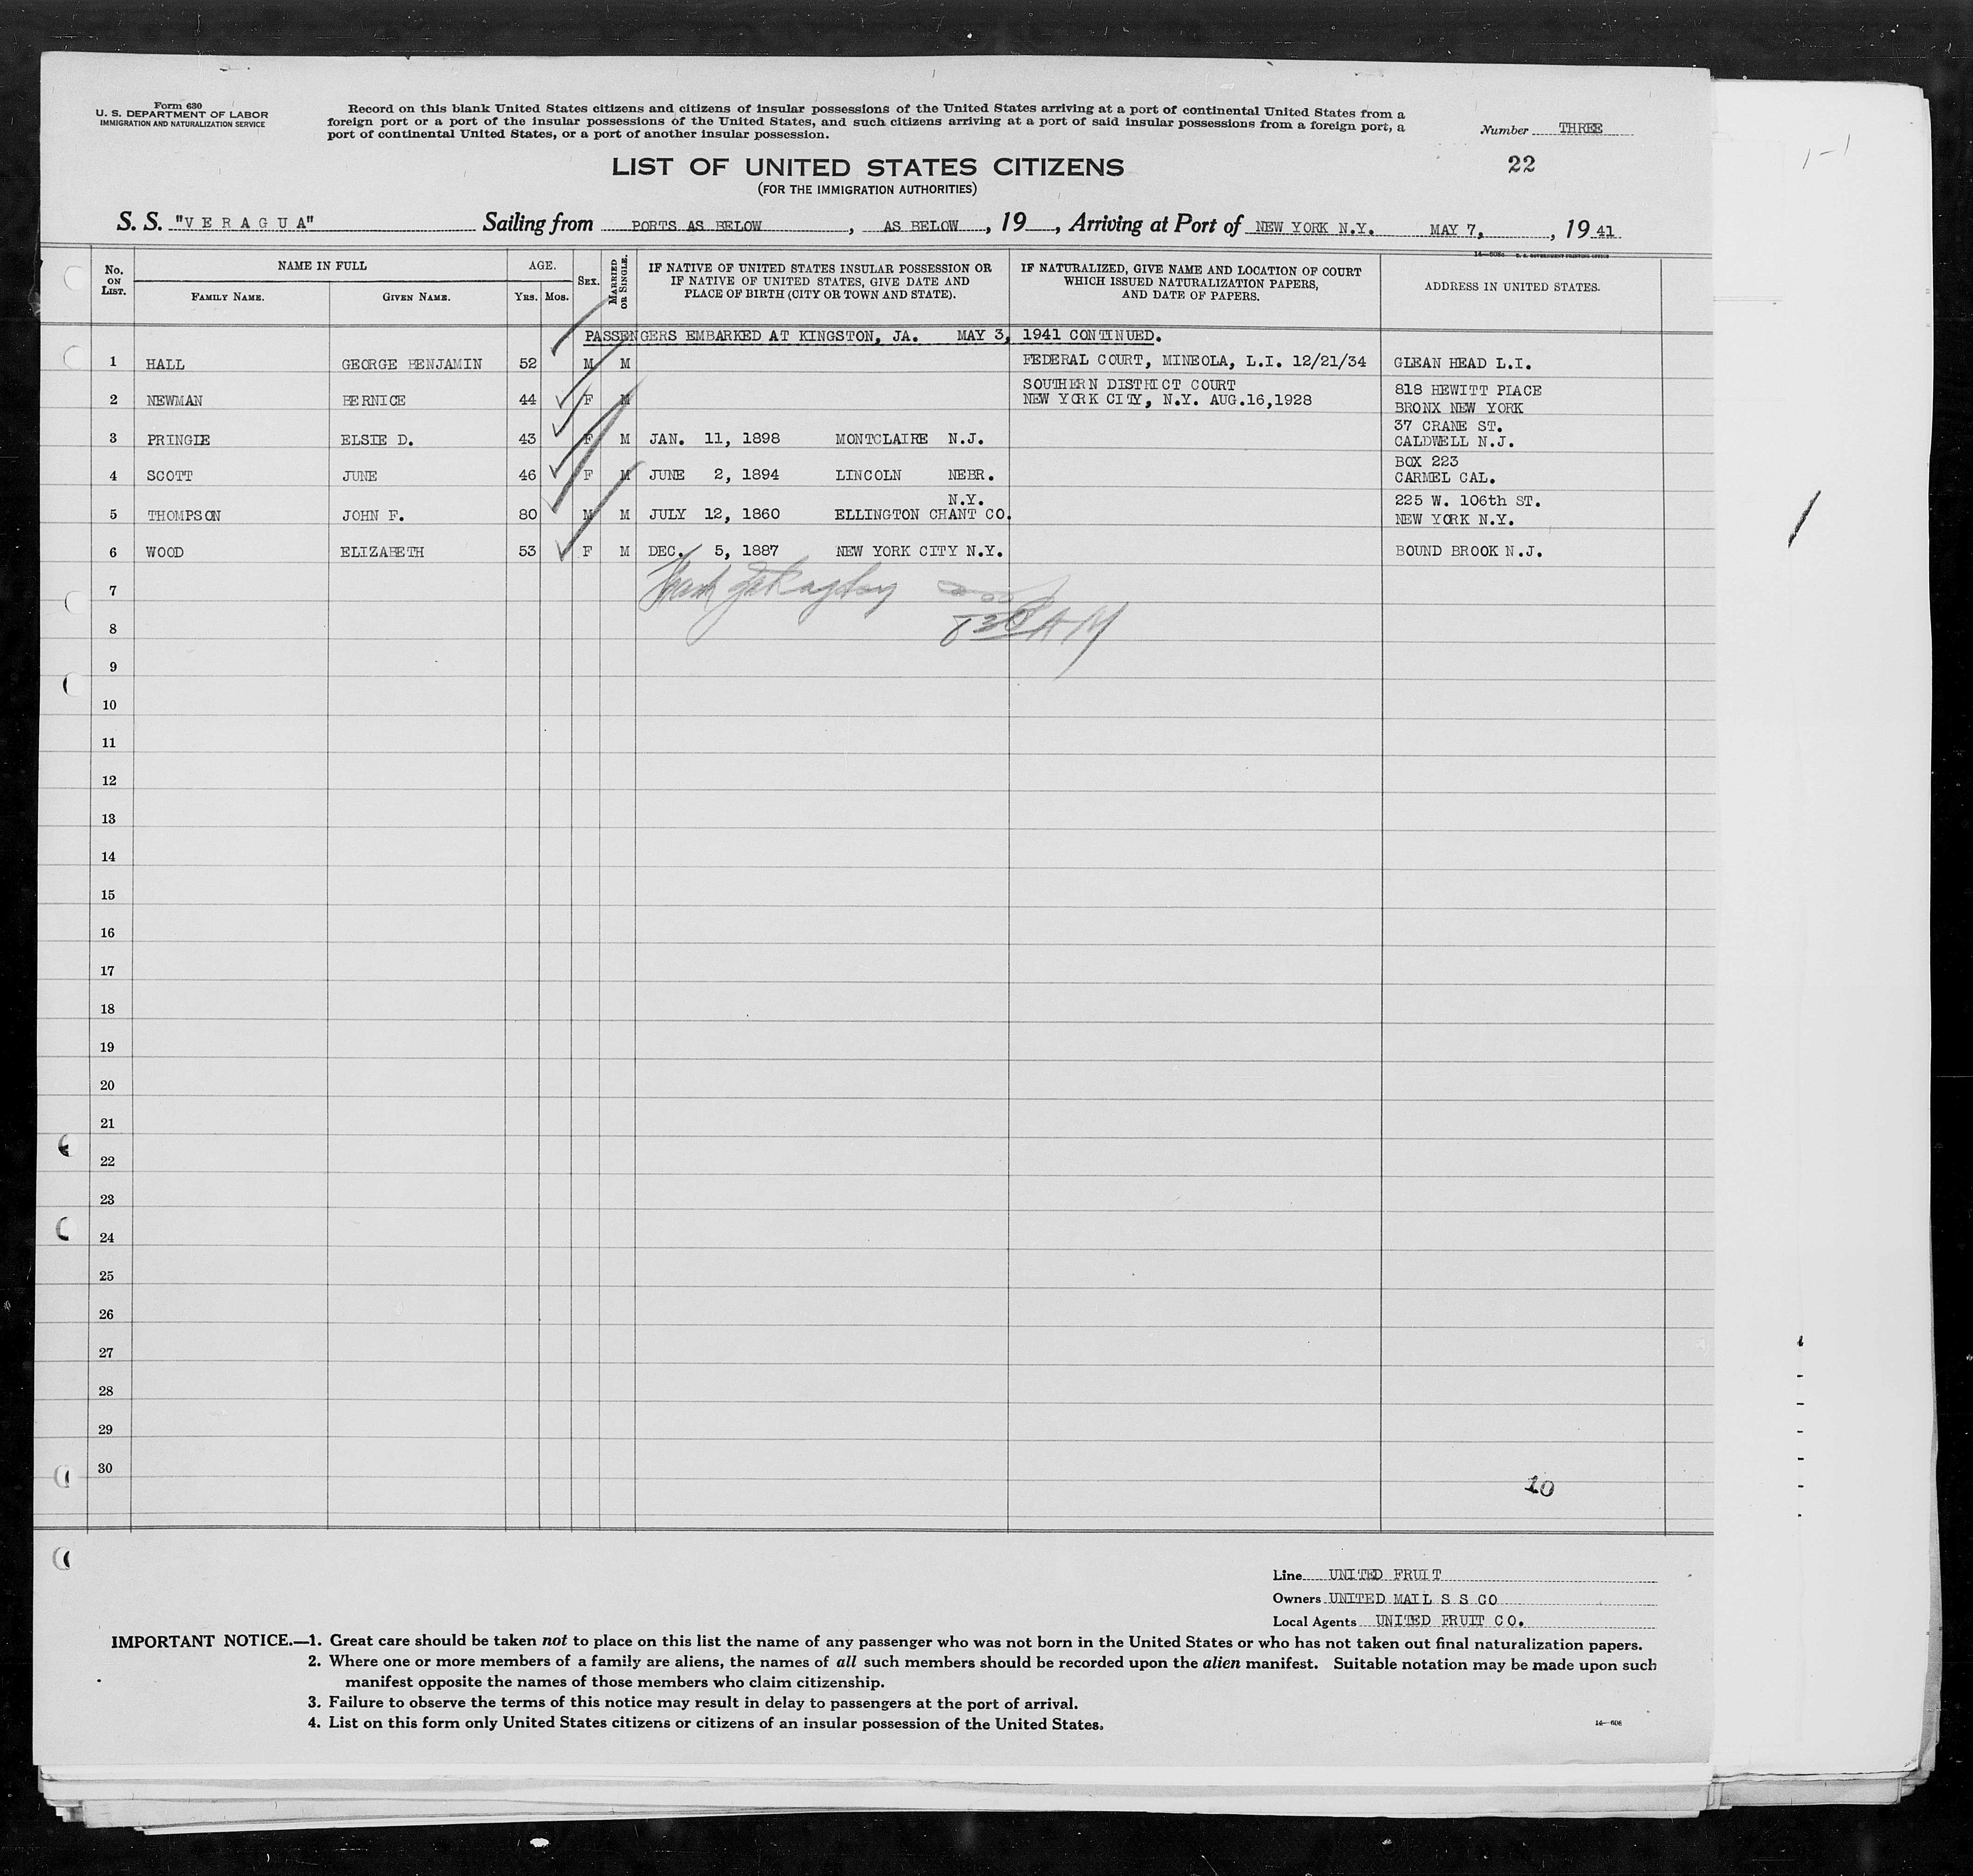 Form 630
U. S. DEPARTMENT OF LABOR
IMMIGRATION AND NATURALIZATION SERVICE
Record on this blank United States citizens and citizens of insular possessions of the United States arriving at a port of continental United States from a
foreign port or a port of the insular possessions of the United States, and such citizens arriving at a port of said insular possessions from a foreign port, a
port of continental United States, or a port of another insular possession.
Number THREE
22
LIST OF UNITED STATES CITIZENS
(FOR THE IMMIGRATION AUTHORITIES)
S. S. "VERAGUA" Sailing from PORTS AS BELOW, AS BELOW, 19 , Arriving at Port of NEW YORK N.Y. MAY 7, , 19 41
No. ON LIST. NAME IN FULL FAMILY NAME. GIVEN NAME. AGE. YRS. MOS. SEX. MARRIED OR SINGLE. IF NATIVE OF UNITED STATES INSULAR POSSESSION OR IF NATIVE OF UNITED STATES, GIVE DATE AND PLACE OF BIRTH (CITY OR TOWN AND STATE). IF NATURALIZED, GIVE NAME AND LOCATION OF COURT WHICH ISSUED NATURALIZATION PAPERS, AND DATE OF PAPERS. ADDRESS IN UNITED STATES.
PASSENGERS EMBARKED AT KINGSTON, JA. MAY 3, 1941 CONTINUED.
1 HALL GEORGE BENJAMIN 52 M M FEDERAL COURT, MINEOLA, L.I. 12/21/34 GLEAN HEAD L.I.
2 NEWMAN BERNICE 44 F M SOUTHERN DISTRICT COURT NEW YORK CITY, N.Y. AUG.16,1928 818 HEWITT PLACE BRONX NEW YORK
3 PRINGLE ELSIE D. 43 F M JAN. 11, 1898 MONTCLAIRE N.J. 37 CRANE ST. CALDWELL N.J.
4 SCOTT JUNE 46 F M JUNE 2, 1894 LINCOLN NEBR. BOX 223 CARMEL CAL.
5 THOMPSON JOHN F. 80 M M JULY 12, 1860 ELLINGTON CHANT CO. N.Y. 225 W. 106th ST. NEW YORK N.Y.
6 WOOD ELIZABETH 53 F M DEC. 5, 1887 NEW YORK CITY N.Y. BOUND BROOK N.J.
7
8 830 AM
9
10
11
12
13
14
15
16
17
18
19
20
21
22
23
24
25
26
27
28
29
30
10
Line UNITED FRUIT
Owners UNITED MAIL S S CO
Local Agents UNITED FRUIT CO.
IMPORTANT NOTICE.—1. Great care should be taken not to place on this list the name of any passenger who was not born in the United States or who has not taken out final naturalization papers.
2. Where one or more members of a family are aliens, the names of all such members should be recorded upon the alien manifest. Suitable notation may be made upon such
manifest opposite the names of those members who claim citizenship.
3. Failure to observe the terms of this notice may result in delay to passengers at the port of arrival.
4. List on this form only United States citizens or citizens of an insular possession of the United States.